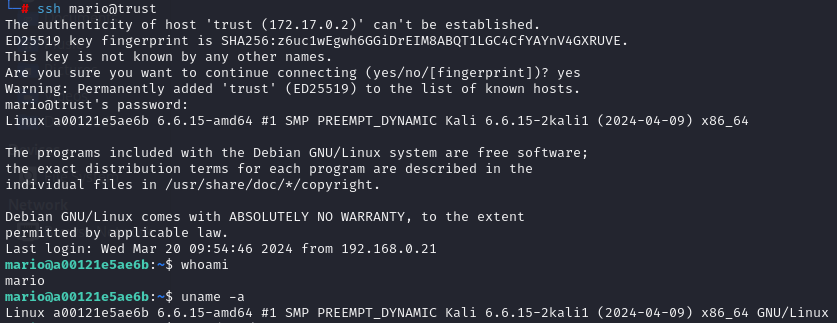 └─# ssh mario@trust
The authenticity of host 'trust (172.17.0.2)' can't be established.
ED25519 key fingerprint is SHA256:z6uc1wEgwh6GGiDrEIM8ABQT1LGC4CfYAYnV4GXRUVE.
This key is not known by any other names.
Are you sure you want to continue connecting (yes/no/[fingerprint])? yes
Warning: Permanently added 'trust' (ED25519) to the list of known hosts.
mario@trust's password:
Linux a00121e5ae6b 6.6.15-amd64 #1 SMP PREEMPT_DYNAMIC Kali 6.6.15-2kali1 (2024-04-09) x86_64
The programs included with the Debian GNU/Linux system are free software;
the exact distribution terms for each program are described in the
individual files in /usr/share/doc/*/copyright.
Debian GNU/Linux comes with ABSOLUTELY NO WARRANTY, to the extent
permitted by applicable law.
Last login: Wed Mar 20 09:54:46 2024 from 192.168.0.21
mario@a00121e5ae6b:~$ whoami
mario
mario@a00121e5ae6b:~$ uname -a
Linux a00121e5ae6b 6.6.15-amd64 #1 SMP PREEMPT_DYNAMIC Kali 6.6.15-2kali1 (2024-04-09) x86_64 GNU/Linux